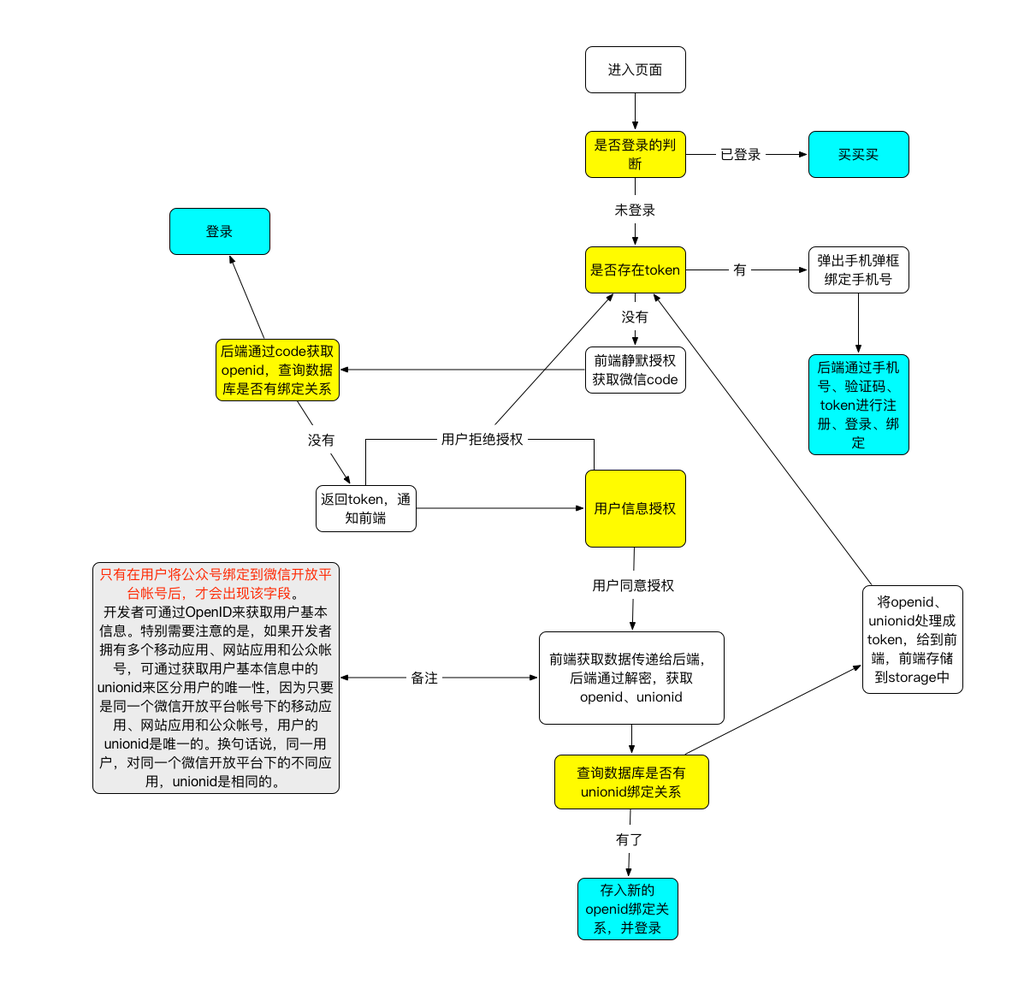 进入页面
是否登录的判
断
已登录
买买买
未登录
登录
是否存在token
有
弹出手机弹框
绑定手机号
没有
后端通过code获取
openid，查询数据
库是否有绑定关系
前端静默授权
获取微信code
后端通过手机
号、验证码、
token进行注
册、登录、绑
定
没有
用户拒绝授权
返回token，通
知前端
用户信息授权
用户同意授权
只有在用户将公众号绑定到微信开放平
台帐号后，才会出现该字段。
开发者可通过OpenID来获取用户基本
信息。特别需要注意的是，如果开发者
拥有多个移动应用、网站应用和公众帐
号，可通过获取用户基本信息中的
unionid来区分用户的唯一性，因为只要
是同一个微信开放平台帐号下的移动应
用、网站应用和公众帐号，用户的
unionid是唯一的。换句话说，同一用
户，对同一个微信开放平台下的不同应
用，unionid是相同的。
备注
前端获取数据传递给后端，
后端通过解密，获取
openid、unionid
将openid、
unionid处理成
token，给到前
端，前端存储
到storage中
查询数据库是否有
unionid绑定关系
有了
存入新的
openid绑定关
系，并登录